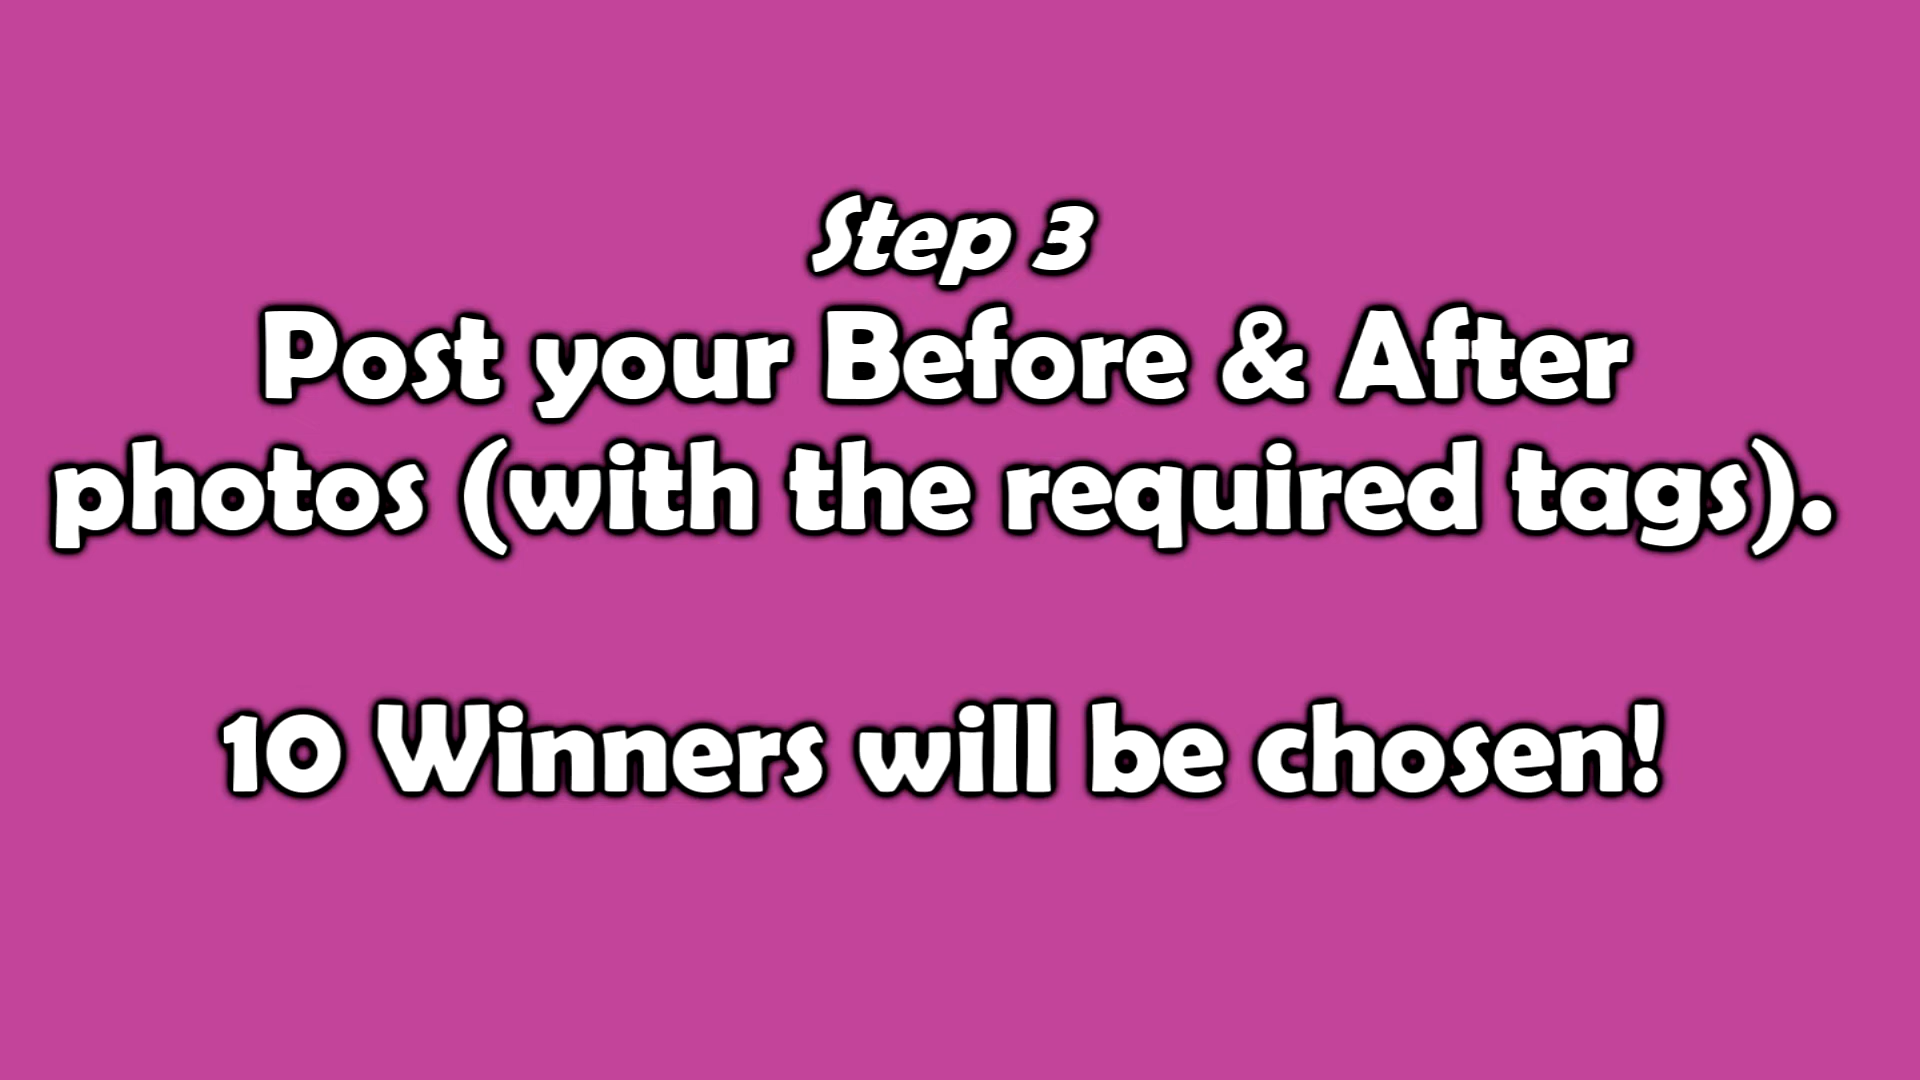 Step 3
Post your Before & After
photos (with the required tags).
10 Winners will be chosen!